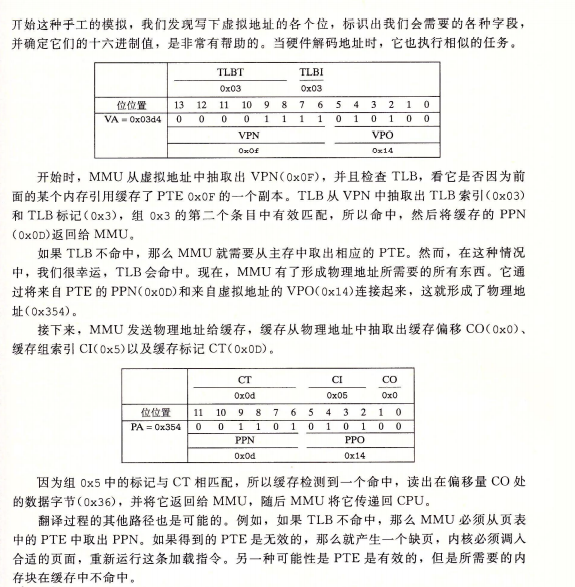 开始这种手工的模拟，我们发现写下虚拟地址的各个位，标识出我们会需要的各种字段，
并确定它们的十六进制值，是非常有帮助的。当硬件解码地址时，它也执行相似的任务。
TLBT TLBI
0x03 0x03
位位置 13 12 11 10 9 8 7 6 5 4 3 2 1 0
VA = 0x03d4 0 0 0 0 1 1 1 1 0 1 0 1 0 0
VPN VPO
0x0f 0x14
开始时，MMU 从虚拟地址中抽取出 VPN(0x0F)，并且检查 TLB，看它是否因为前
面的某个内存引用缓存了 PTE 0x0F 的一个副本。TLB 从 VPN 中抽取出 TLB 索引(0x03)
和 TLB 标记(0x3)，组 0x3 的第二个条目中有效匹配，所以命中，然后将缓存的 PPN
(0x0D)返回给 MMU。
如果 TLB 不命中，那么 MMU 就需要从主存中取出相应的 PTE。然而，在这种情况
中，我们很幸运，TLB 会命中。现在，MMU 有了形成物理地址所需要的所有东西。它通
过将来自 PTE 的 PPN(0x0D)和来自虚拟地址的 VPO(0x14)连接起来，这就形成了物理地
址(0x354)。
接下来，MMU 发送物理地址给缓存，缓存从物理地址中抽取出缓存偏移 CO(0x0)、
缓存组索引 CI(0x5)以及缓存标记 CT(0x0D)。
CT CI CO
0x0d 0x05 0x0
位位置 11 10 9 8 7 6 5 4 3 2 1 0
PA = 0x354 0 0 1 1 0 1 0 1 0 1 0 0
PPN PPO
0x0d 0x14
因为组 0x5 中的标记与 CT 相匹配，所以缓存检测到一个命中，读出在偏移量 CO 处
的数据字节(0x36)，并将它返回给 MMU，随后 MMU 将它传递回 CPU。
翻译过程的其他路径也是可能的。例如，如果 TLB 不命中，那么 MMU 必须从页表
中的 PTE 中取出 PPN。如果得到的 PTE 是无效的，那么就产生一个缺页，内核必须调入
合适的页面，重新运行这条加载指令。另一种可能性是 PTE 是有效的，但是所需要的内
存块在缓存中不命中。